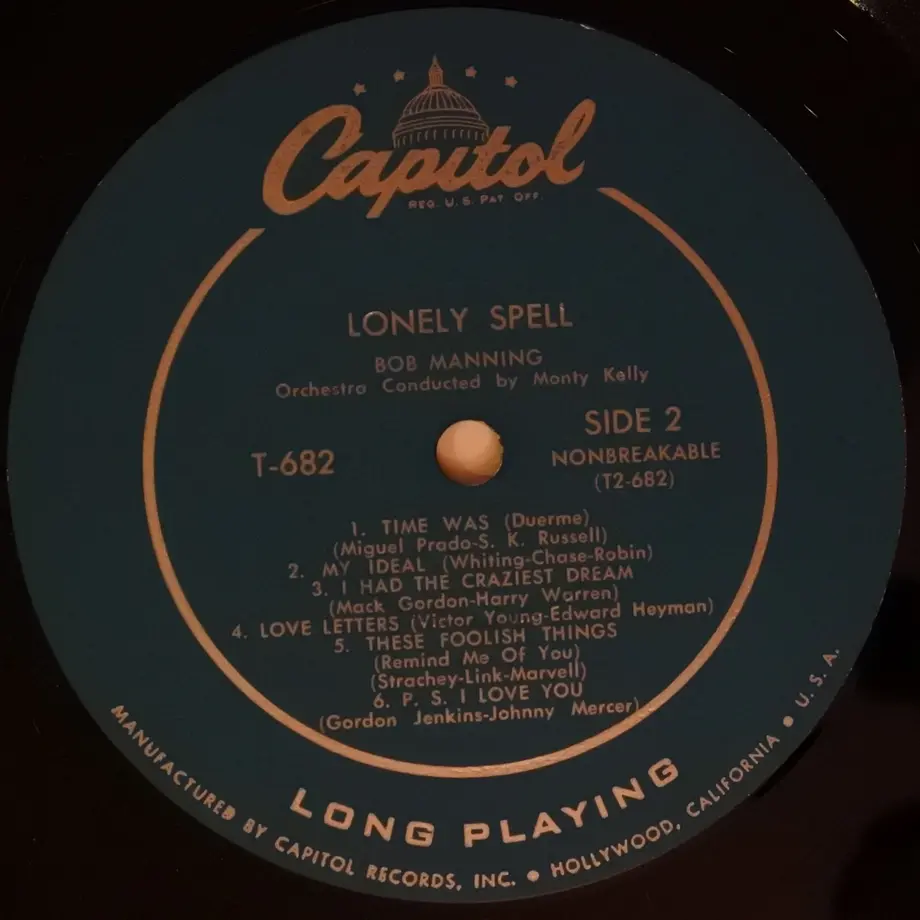 Capitol
REG. U. S. PAT. OFF.
LONELY SPELL
BOB MANNING
Orchestra Conducted by Monty Kelly
T-682
SIDE 2
NONBREAKABLE
(T2-682)
1. TIME WAS (Duerme)
(Miguel Prado-S. K. Russell)
2. MY IDEAL (Whiting-Chase-Robin)
3. I HAD THE CRAZIEST DREAM
(Mack Gordon-Harry Warren)
4. LOVE LETTERS (Victor Young-Edward Heyman)
5. THESE FOOLISH THINGS
(Remind Me Of You)
(Strachey-Link-Marvell)
6. P. S. I LOVE YOU
(Gordon Jenkins-Johnny Mercer)
LONG PLAYING
MANUFACTURED BY CAPITOL RECORDS, INC. • HOLLYWOOD, CALIFORNIA • U. S. A.